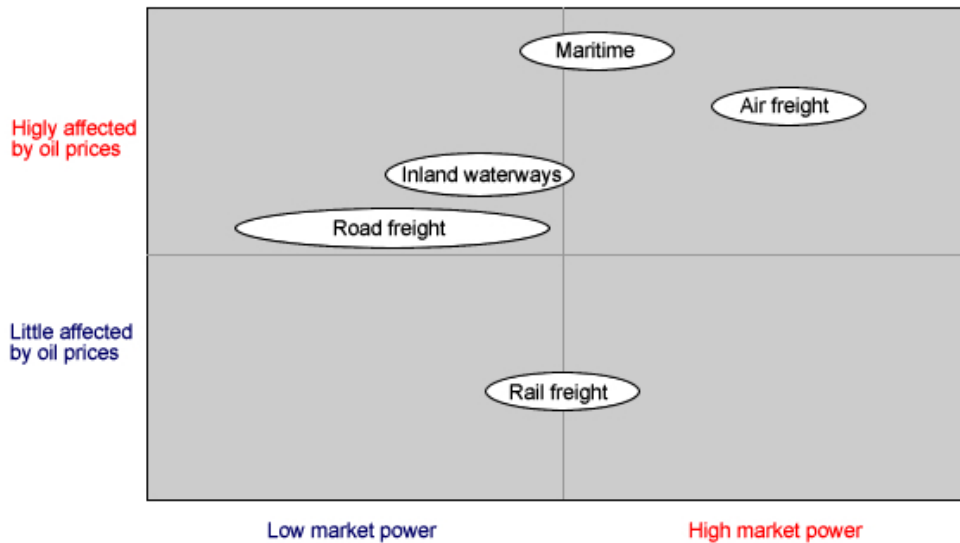 Maritime
Air freight
Higly affected
by oil prices
Inland waterways
Road freight
Little affected
by oil prices
Rail freight
Low market power
High market power